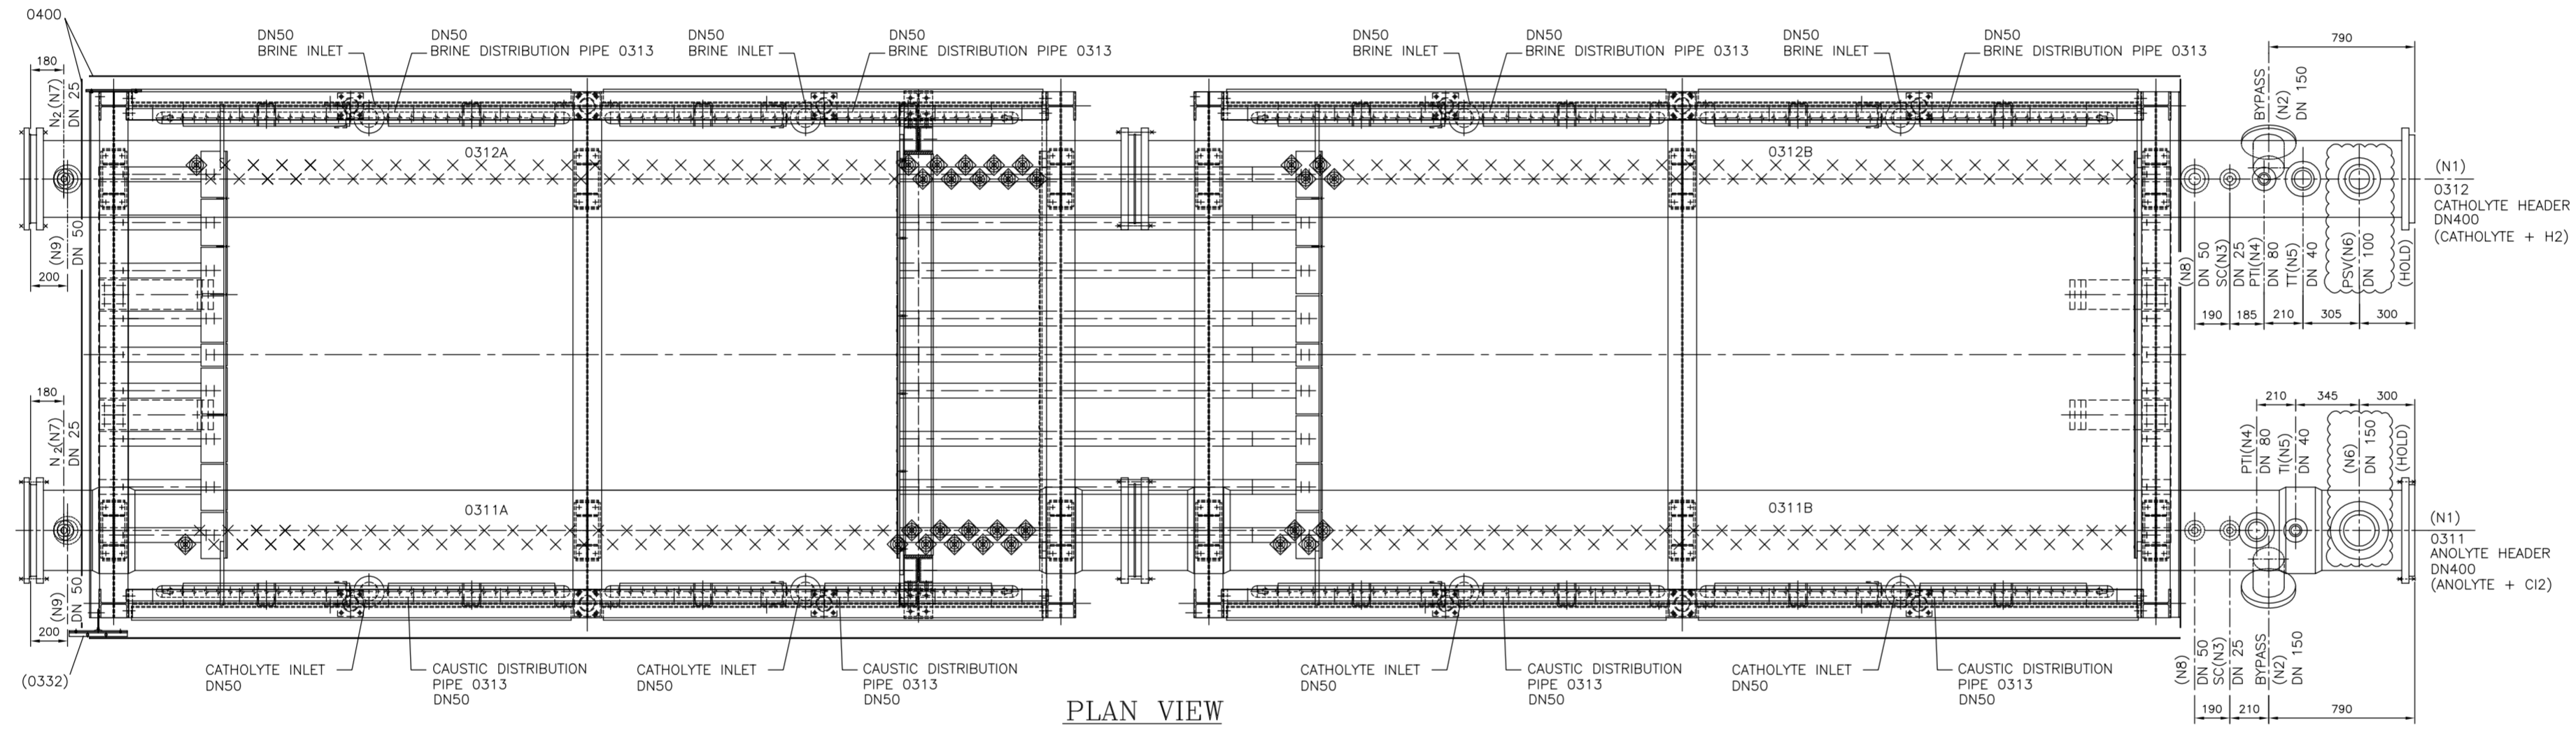 0400
DN50
BRINE INLET
DN50
BRINE DISTRIBUTION PIPE 0313
DN50
BRINE INLET
DN50
BRINE DISTRIBUTION PIPE 0313
DN50
BRINE INLET
DN50
BRINE DISTRIBUTION PIPE 0313
DN50
BRINE INLET
DN50
BRINE DISTRIBUTION PIPE 0313
790
180
N2(N7)
DN 25
BYPASS
(N2)
DN 150
0312A
0312B
(N1)
0312
CATHOLYTE HEADER
DN400
(CATHOLYTE + H2)
(N9)
DN 50
200
(N8)
DN 50
SC(N3)
DN 25
PTI(N4)
DN 80
TT(N5)
DN 40
PSV(N6)
DN 100
(HOLD)
190
185
210
305
300
180
N2(N7)
DN 25
210
345
300
PTI(N4)
DN 80
TI(N5)
DN 40
(N6)
DN 150
(HOLD)
0311A
0311B
(N1)
0311
ANOLYTE HEADER
DN400
(ANOLYTE + Cl2)
(N9)
DN 50
200
(0332)
CATHOLYTE INLET
DN50
CAUSTIC DISTRIBUTION
PIPE 0313
DN50
CATHOLYTE INLET
DN50
CAUSTIC DISTRIBUTION
PIPE 0313
DN50
CATHOLYTE INLET
DN50
CAUSTIC DISTRIBUTION
PIPE 0313
DN50
CATHOLYTE INLET
DN50
CAUSTIC DISTRIBUTION
PIPE 0313
DN50
(N8)
DN 50
SC(N3)
DN 25
BYPASS
(N2)
DN 150
190
210
790
PLAN VIEW